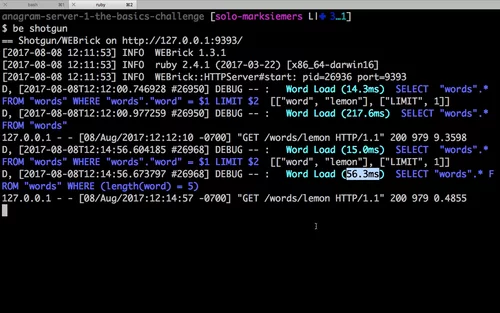 bash ⌘1 ruby ⌘2
anagram-server-1-the-basics-challenge [solo-marksiemers L|✚ 3…1]
$ be shotgun
== Shotgun/WEBrick on http://127.0.0.1:9393/
[2017-08-08 12:11:53] INFO  WEBrick 1.3.1
[2017-08-08 12:11:53] INFO  ruby 2.4.1 (2017-03-22) [x86_64-darwin16]
[2017-08-08 12:11:53] INFO  WEBrick::HTTPServer#start: pid=26936 port=9393
D, [2017-08-08T12:12:00.746928 #26950] DEBUG -- :   Word Load (14.3ms)  SELECT  "words".*
FROM "words" WHERE "words"."word" = $1 LIMIT $2  [["word", "lemon"], ["LIMIT", 1]]
D, [2017-08-08T12:12:00.977259 #26950] DEBUG -- :   Word Load (217.6ms)  SELECT "words".*
FROM "words"
127.0.0.1 - - [08/Aug/2017:12:12:10 -0700] "GET /words/lemon HTTP/1.1" 200 979 9.3598
D, [2017-08-08T12:14:56.604185 #26968] DEBUG -- :   Word Load (15.0ms)  SELECT  "words".*
FROM "words" WHERE "words"."word" = $1 LIMIT $2  [["word", "lemon"], ["LIMIT", 1]]
D, [2017-08-08T12:14:56.673797 #26968] DEBUG -- :   Word Load (56.3ms)  SELECT "words".* F
ROM "words" WHERE (length(word) = 5)
127.0.0.1 - - [08/Aug/2017:12:14:57 -0700] "GET /words/lemon HTTP/1.1" 200 979 0.4855